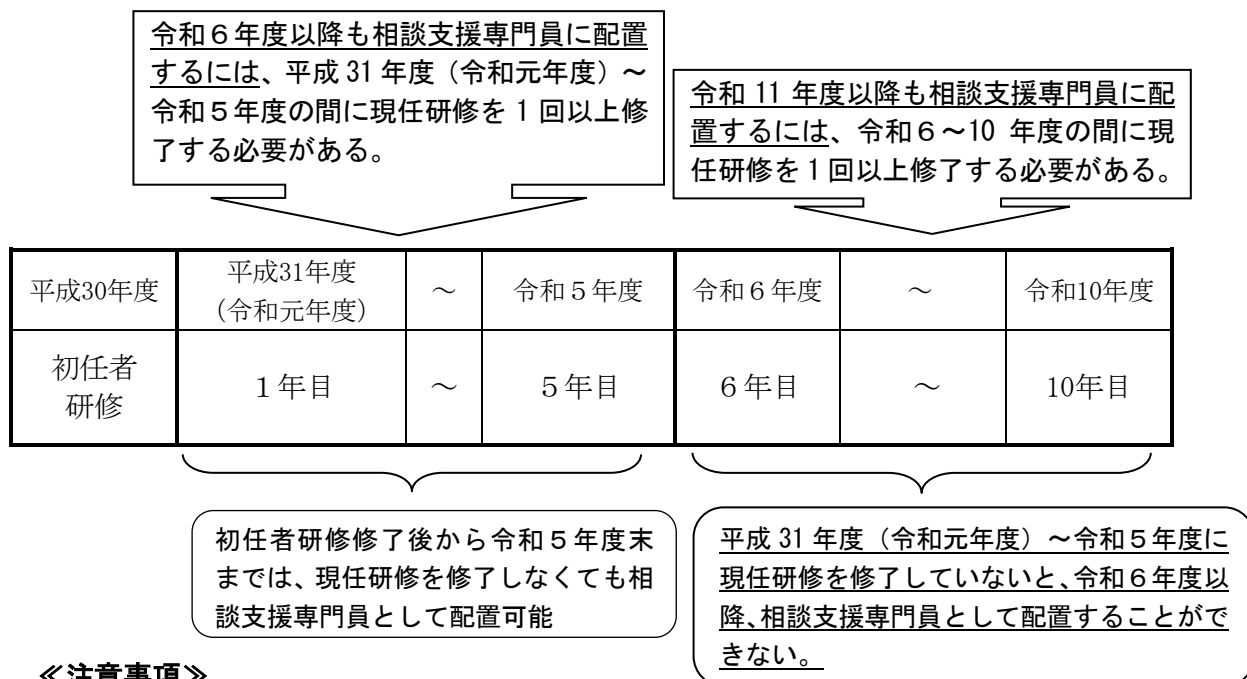 令和６年度以降も相談支援専門員に配置
するには、平成 31 年度（令和元年度）～
令和５年度の間に現任研修を 1 回以上修
了する必要がある。
令和 11 年度以降も相談支援専門員に配
置するには、令和６～10 年度の間に現
任研修を 1 回以上修了する必要がある。
平成30年度
平成31年度
(令和元年度)
～
令和５年度
令和６年度
～
令和10年度
初任者
研修
１年目
～
５年目
６年目
～
10年目
初任者研修修了後から令和５年度末
までは、現任研修を修了しなくても相
談支援専門員として配置可能
平成 31 年度（令和元年度）～令和５年度に
現任研修を修了していないと、令和６年度以
降、相談支援専門員として配置することがで
きない。
≪注意事項≫